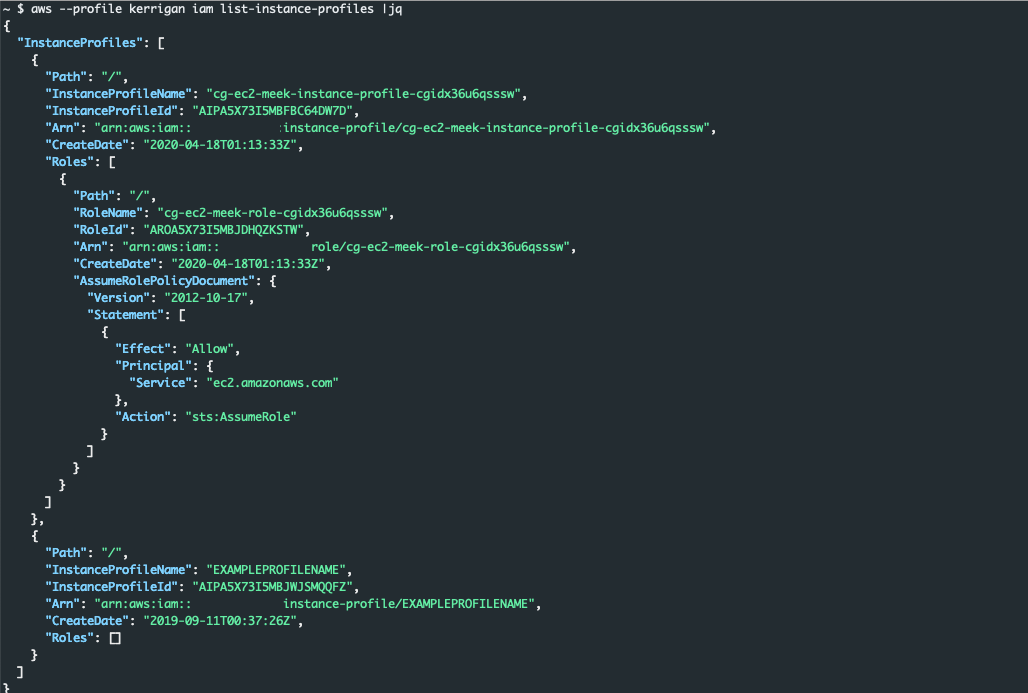 ~ $ aws --profile kerrigan iam list-instance-profiles |jq
{
  "InstanceProfiles": [
    {
      "Path": "/",
      "InstanceProfileName": "cg-ec2-meek-instance-profile-cgidx36u6qsssw",
      "InstanceProfileId": "AIPA5X73I5MBFBC64DW7D",
      "Arn": "arn:aws:iam::             :instance-profile/cg-ec2-meek-instance-profile-cgidx36u6qsssw",
      "CreateDate": "2020-04-18T01:13:33Z",
      "Roles": [
        {
          "Path": "/",
          "RoleName": "cg-ec2-meek-role-cgidx36u6qsssw",
          "RoleId": "AROA5X73I5MBJDHQZKSTW",
          "Arn": "arn:aws:iam::             role/cg-ec2-meek-role-cgidx36u6qsssw",
          "CreateDate": "2020-04-18T01:13:33Z",
          "AssumeRolePolicyDocument": {
            "Version": "2012-10-17",
            "Statement": [
              {
                "Effect": "Allow",
                "Principal": {
                  "Service": "ec2.amazonaws.com"
                },
                "Action": "sts:AssumeRole"
              }
            ]
          }
        }
      ]
    },
    {
      "Path": "/",
      "InstanceProfileName": "EXAMPLEPROFILENAME",
      "InstanceProfileId": "AIPA5X73I5MBJWJSMQQFZ",
      "Arn": "arn:aws:iam::             instance-profile/EXAMPLEPROFILENAME",
      "CreateDate": "2019-09-11T00:37:26Z",
      "Roles": []
    }
  ]
}